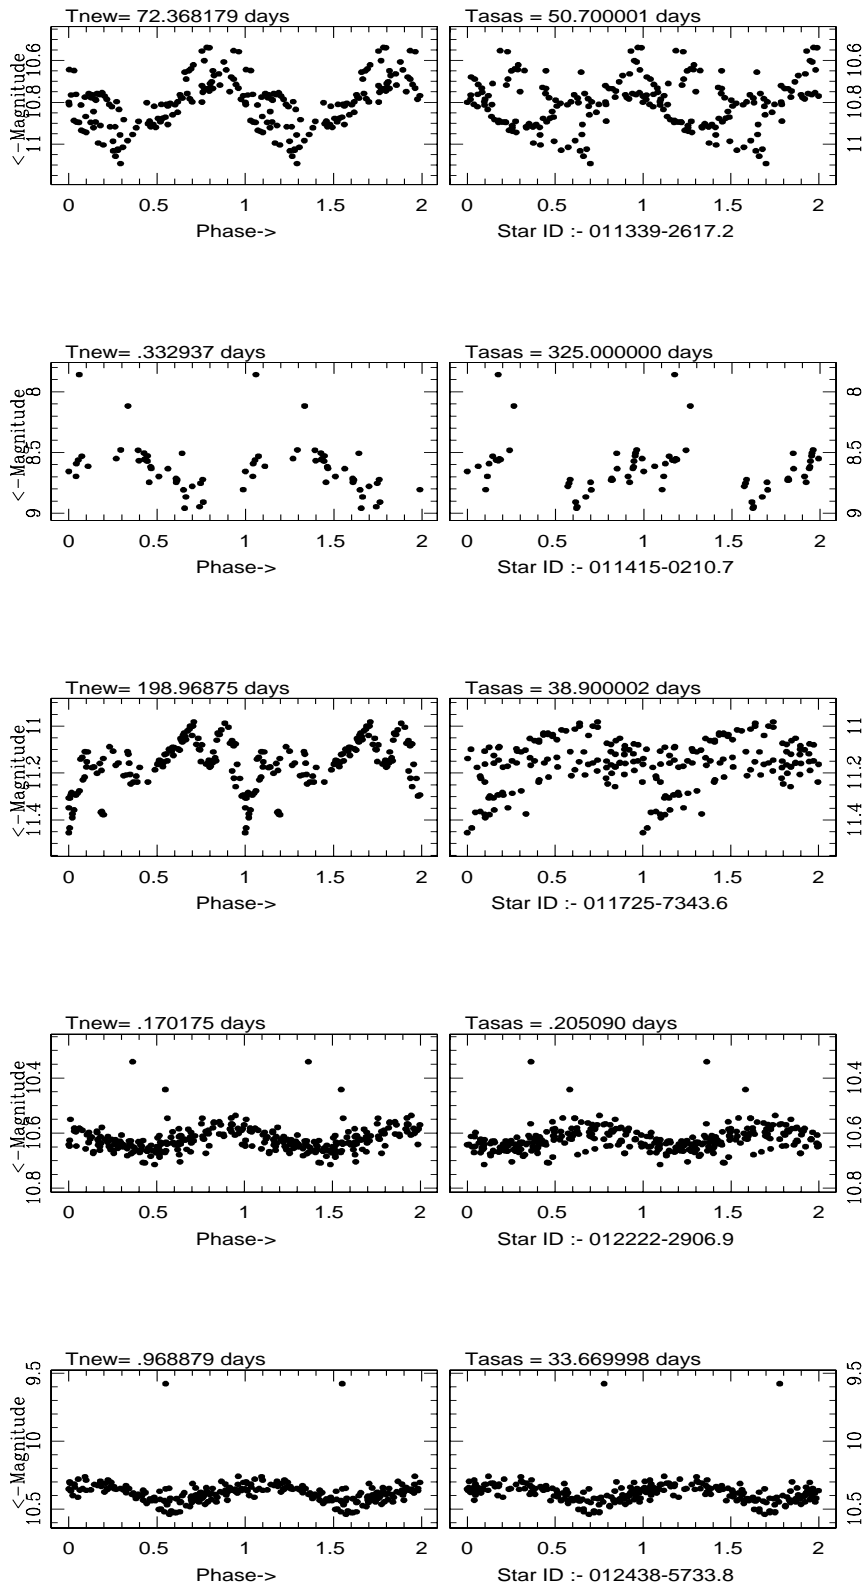 Tnew= 72.368179 days
Tasas = 50.700001 days
<-Magnitude
10.6
10.8
11
10.6
10.8
11
0 0.5 1 1.5 2
0 0.5 1 1.5 2
Phase->
Star ID :- 011339-2617.2
Tnew= .332937 days
Tasas = 325.000000 days
<-Magnitude
8
8.5
9
8
8.5
9
0 0.5 1 1.5 2
0 0.5 1 1.5 2
Phase->
Star ID :- 011415-0210.7
Tnew= 198.96875 days
Tasas = 38.900002 days
<-Magnitude
11
11.2
11.4
11
11.2
11.4
0 0.5 1 1.5 2
0 0.5 1 1.5 2
Phase->
Star ID :- 011725-7343.6
Tnew= .170175 days
Tasas = .205090 days
<-Magnitude
10.4
10.6
10.8
10.4
10.6
10.8
0 0.5 1 1.5 2
0 0.5 1 1.5 2
Phase->
Star ID :- 012222-2906.9
Tnew= .968879 days
Tasas = 33.669998 days
<-Magnitude
9.5
10
10.5
9.5
10
10.5
0 0.5 1 1.5 2
0 0.5 1 1.5 2
Phase->
Star ID :- 012438-5733.8